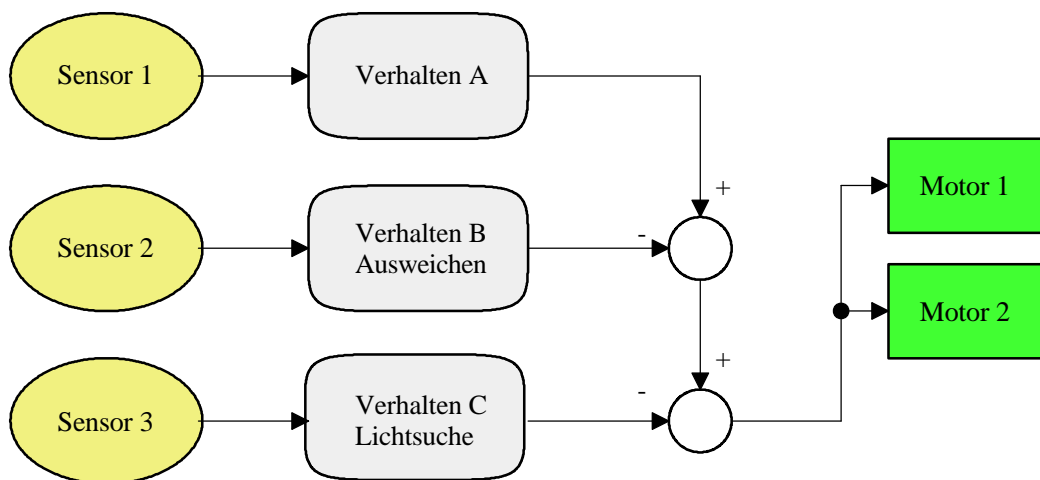 Sensor 1
Verhalten A
+
Motor 1
Sensor 2
Verhalten B
Ausweichen
-
Motor 2
+
Sensor 3
Verhalten C
Lichtsuche
-